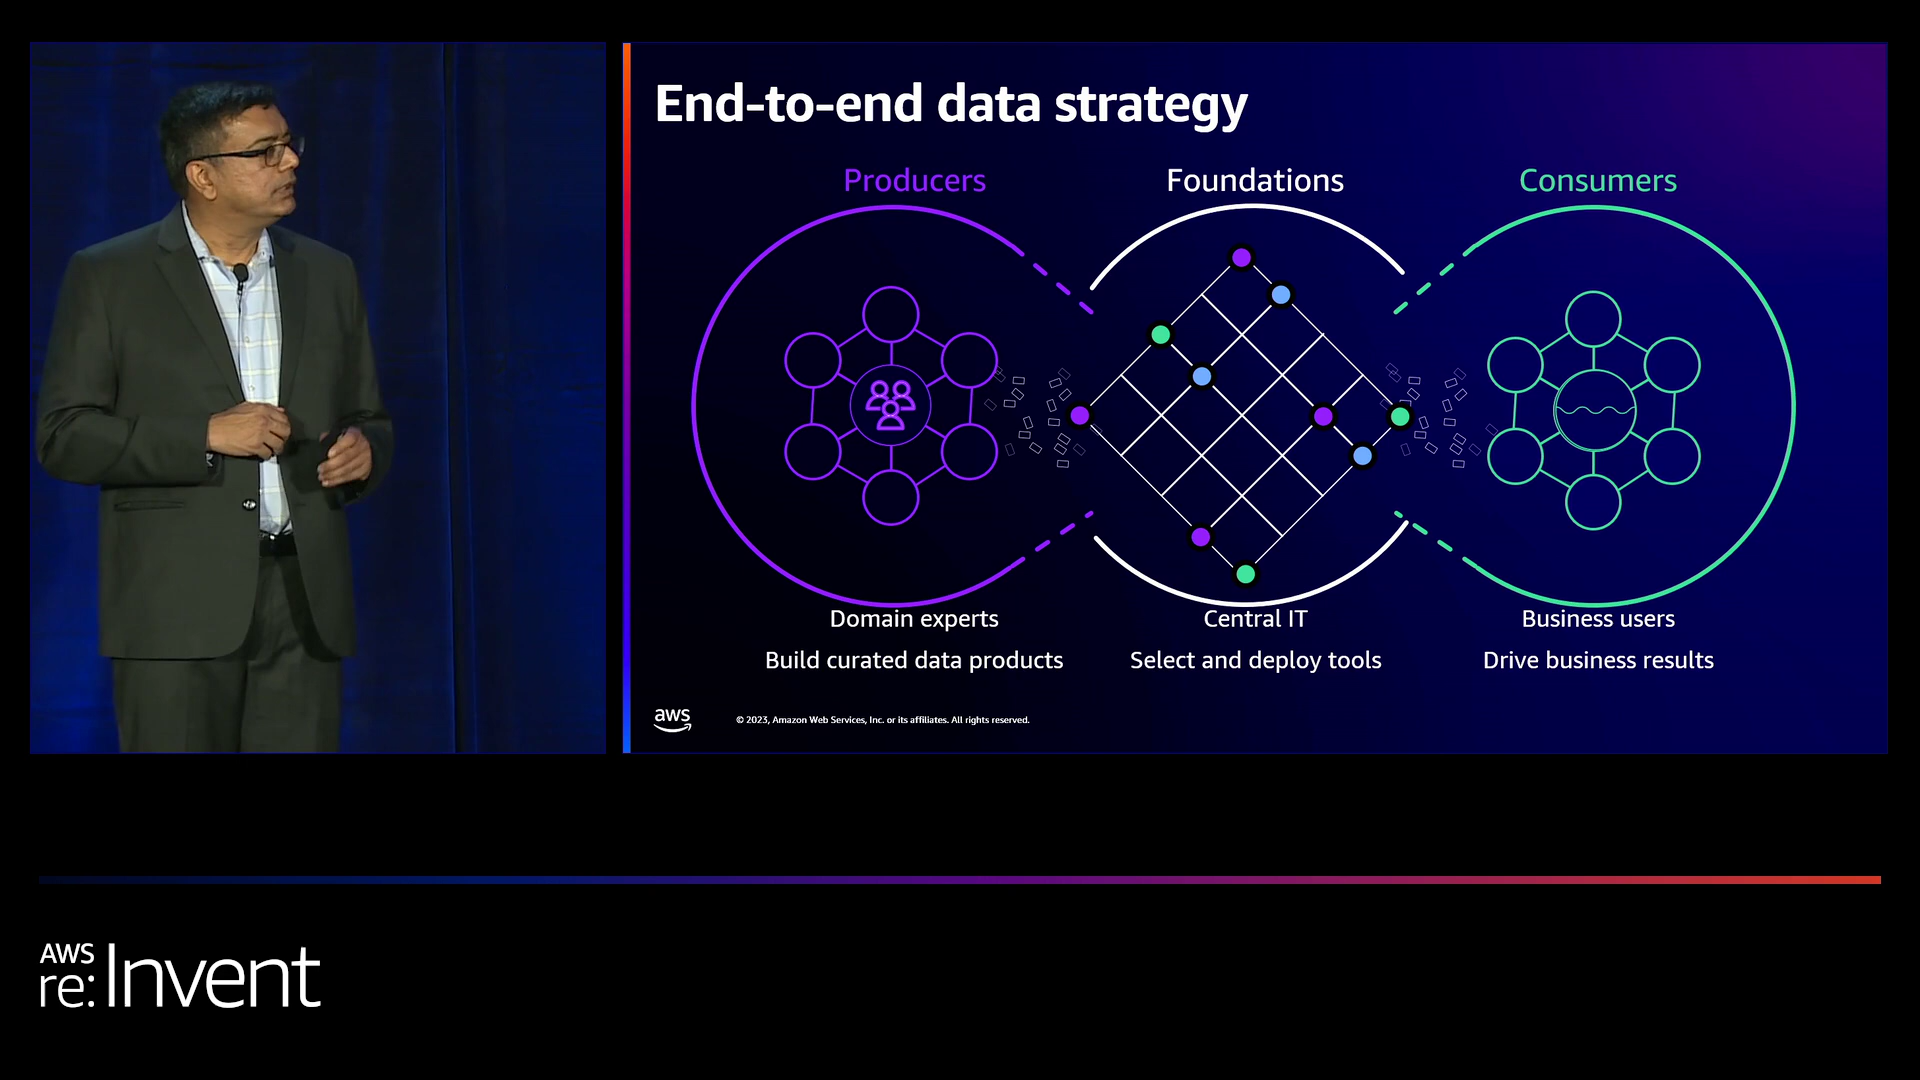 End-to-end data strategy
Producers
Foundations
Consumers
Domain experts
Build curated data products
Central IT
Select and deploy tools
Business users
Drive business results
aws
© 2023, Amazon Web Services, Inc. or its affiliates. All rights reserved.
AWS
re:Invent